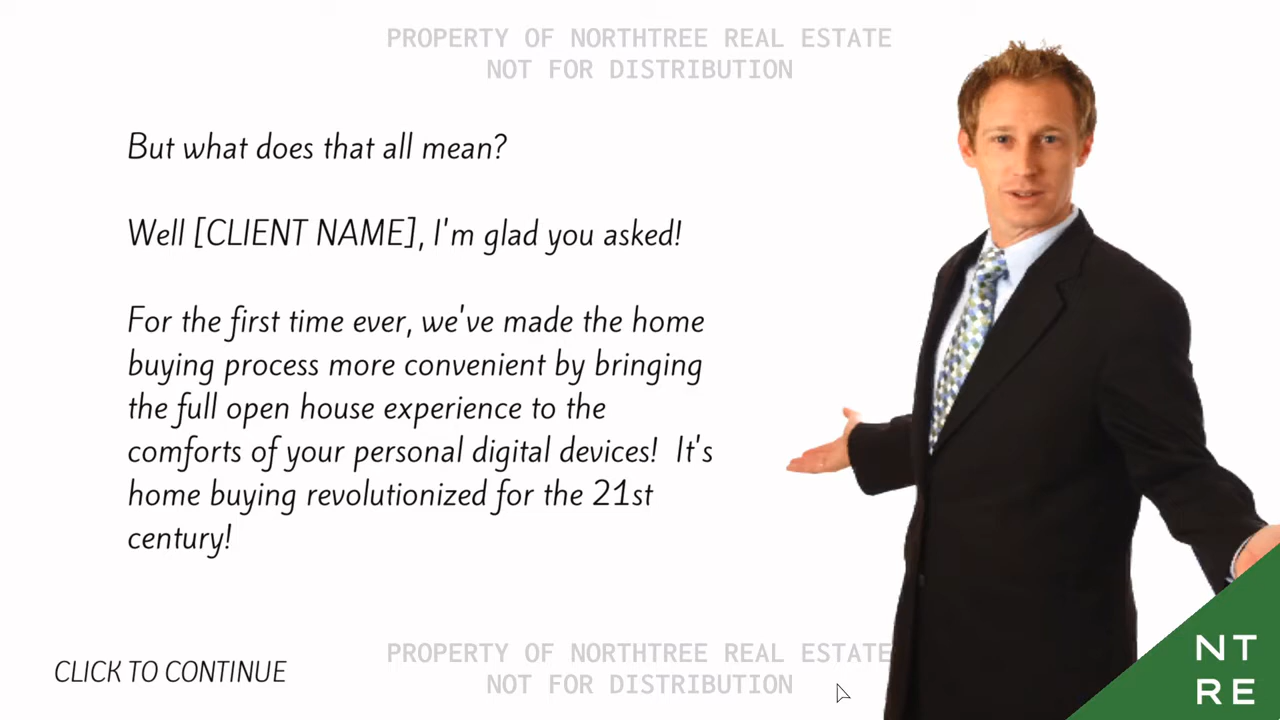 PROPERTY OF NORTHTREE REAL ESTATE
NOT FOR DISTRIBUTION
But what does that all mean?
Well [CLIENT NAME], I'm glad you asked!
For the first time ever, we've made the home
buying process more convenient by bringing
the full open house experience to the
comforts of your personal digital devices!  It's
home buying revolutionized for the 21st
century!
CLICK TO CONTINUE
PROPERTY OF NORTHTREE REAL ESTATE
NOT FOR DISTRIBUTION
NT
RE